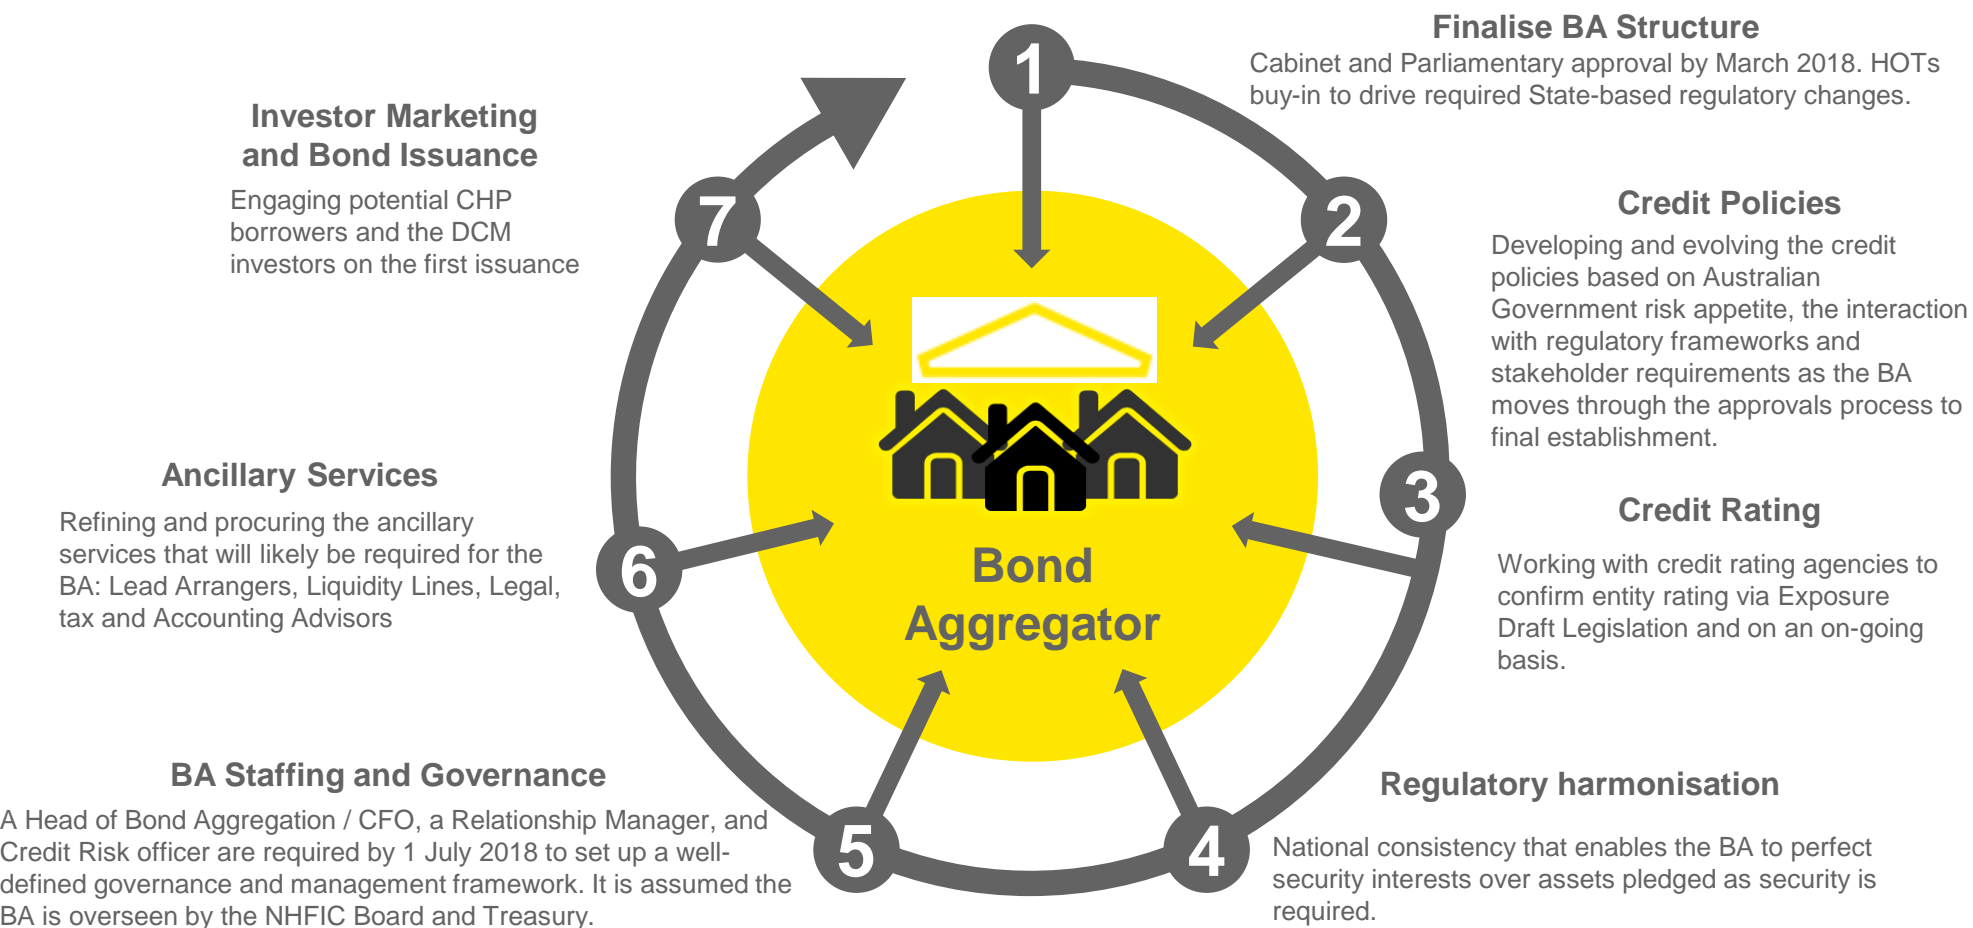 1
Finalise BA Structure
Cabinet and Parliamentary approval by March 2018. HOTs
buy-in to drive required State-based regulatory changes.
2
Credit Policies
Developing and evolving the credit
policies based on Australian
Government risk appetite, the interaction
with regulatory frameworks and
stakeholder requirements as the BA
moves through the approvals process to
final establishment.
3
Credit Rating
Working with credit rating agencies to
confirm entity rating via Exposure
Draft Legislation and on an on-going
basis.
4
Regulatory harmonisation
National consistency that enables the BA to perfect
security interests over assets pledged as security is
required.
5
BA Staffing and Governance
A Head of Bond Aggregation / CFO, a Relationship Manager, and
Credit Risk officer are required by 1 July 2018 to set up a well-
defined governance and management framework. It is assumed the
BA is overseen by the NHFIC Board and Treasury.
6
Ancillary Services
Refining and procuring the ancillary
services that will likely be required for the
BA: Lead Arrangers, Liquidity Lines, Legal,
tax and Accounting Advisors
7
Investor Marketing
and Bond Issuance
Engaging potential CHP
borrowers and the DCM
investors on the first issuance
Bond
Aggregator